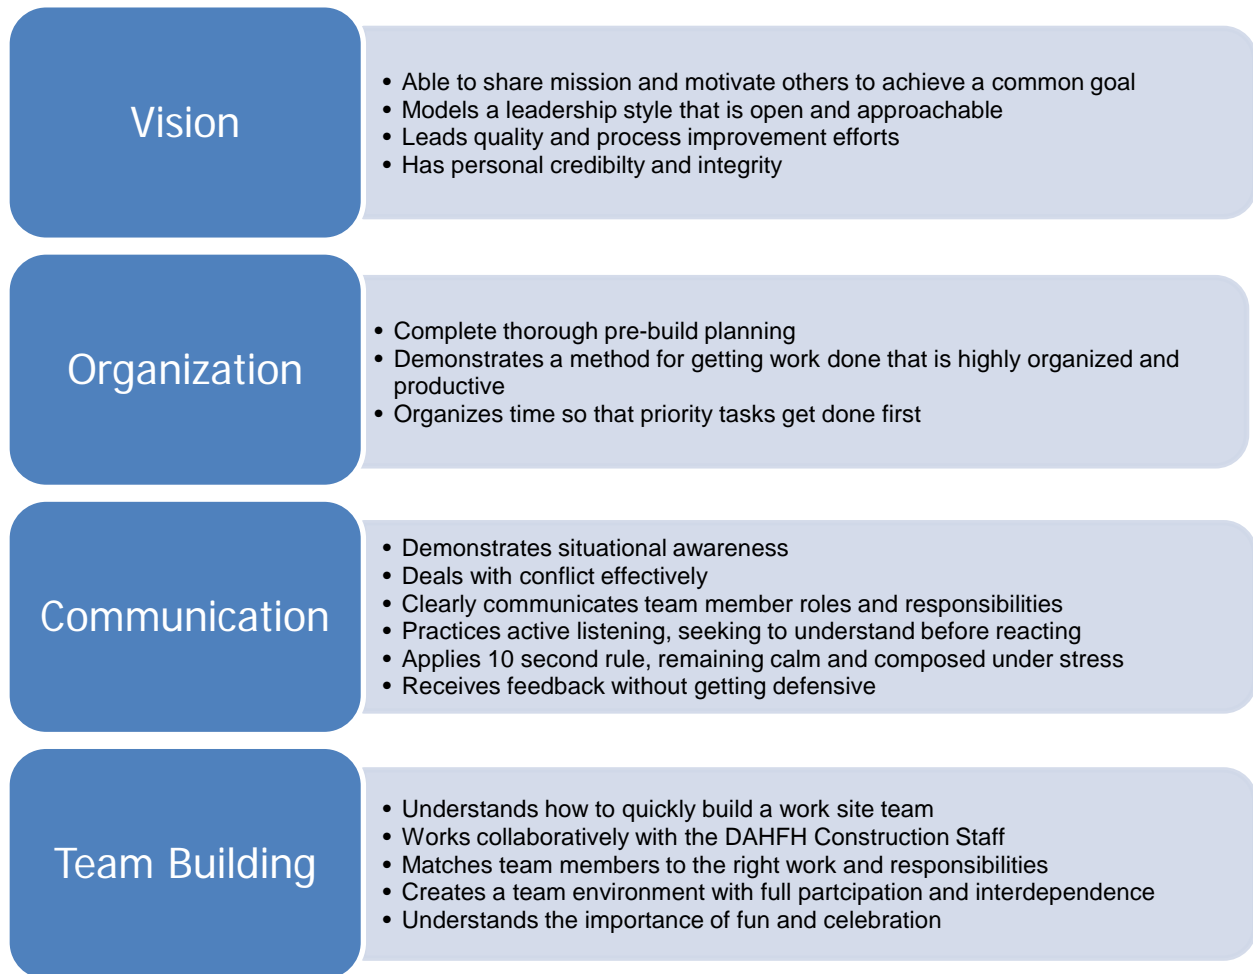 Vision
• Able to share mission and motivate others to achieve a common goal
• Models a leadership style that is open and approachable
• Leads quality and process improvement efforts
• Has personal credibilty and integrity
Organization
• Complete thorough pre-build planning
• Demonstrates a method for getting work done that is highly organized and
productive
• Organizes time so that priority tasks get done first
Communication
• Demonstrates situational awareness
• Deals with conflict effectively
• Clearly communicates team member roles and responsibilities
• Practices active listening, seeking to understand before reacting
• Applies 10 second rule, remaining calm and composed under stress
• Receives feedback without getting defensive
Team Building
• Understands how to quickly build a work site team
• Works collaboratively with the DAHFH Construction Staff
• Matches team members to the right work and responsibilities
• Creates a team environment with full partcipation and interdependence
• Understands the importance of fun and celebration